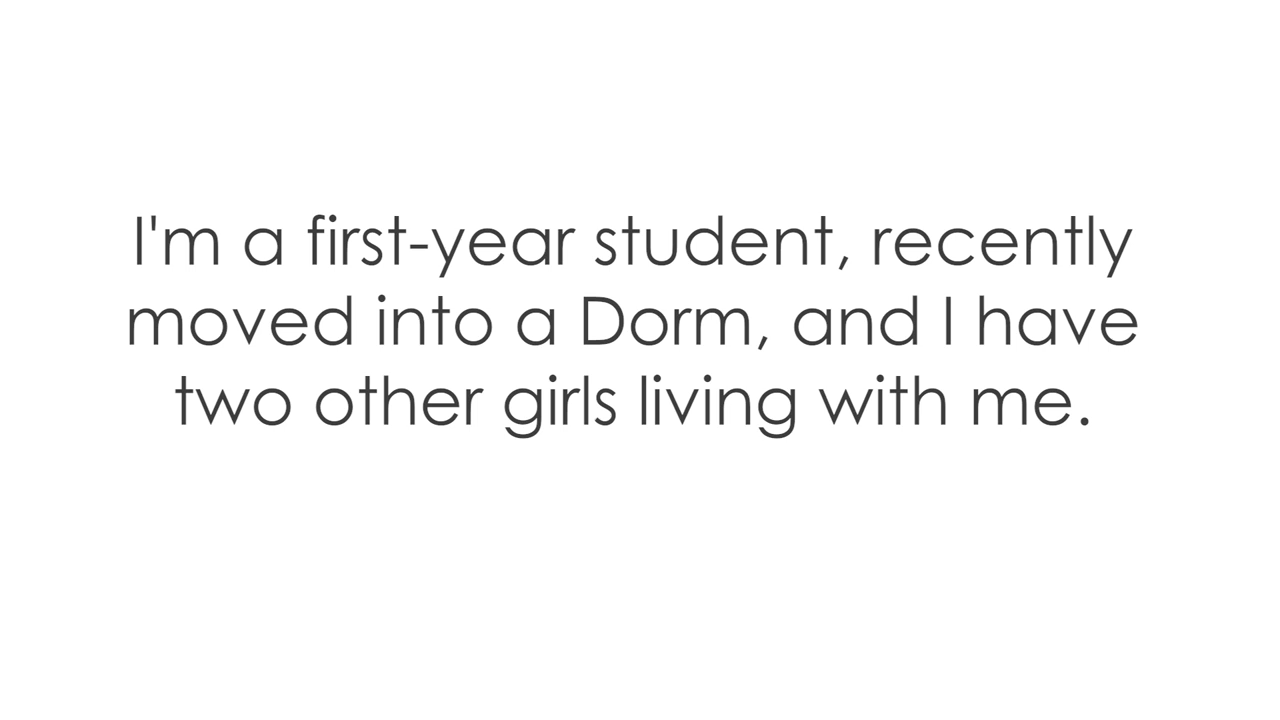 I'm a first-year student, recently
moved into a Dorm, and I have
two other girls living with me.